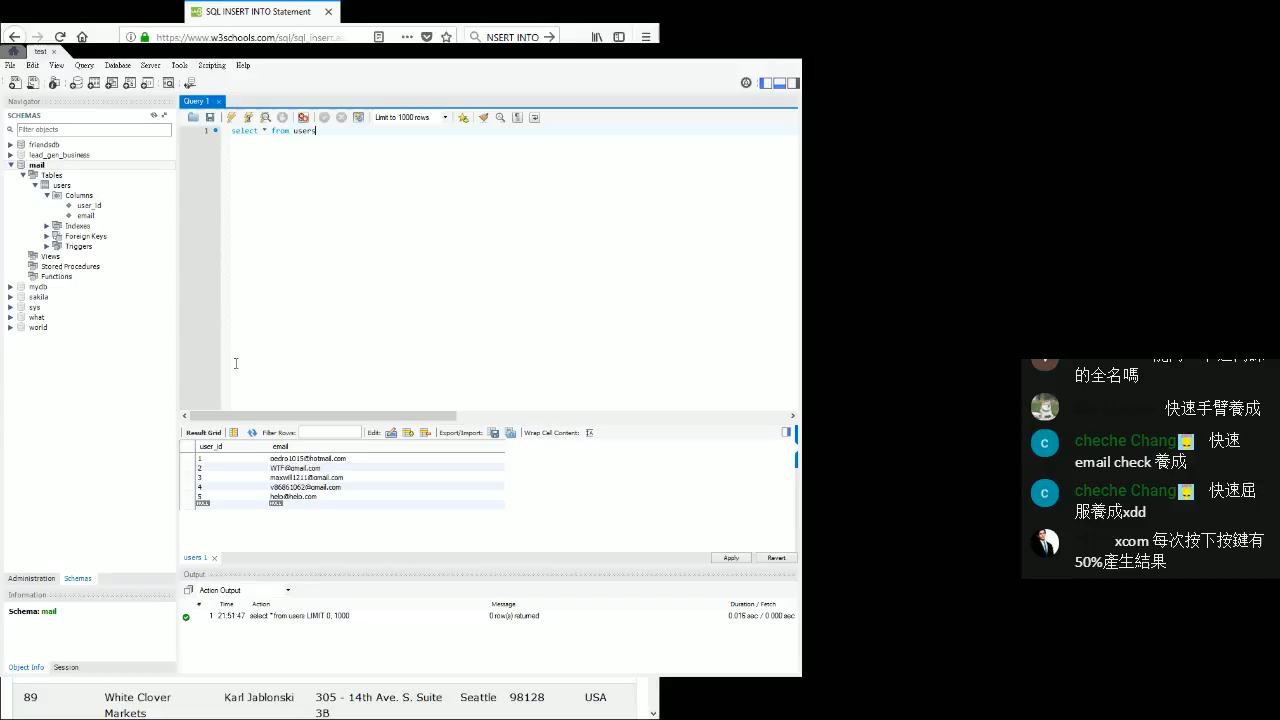 SQL INSERT INTO Statement
https://www.w3schools.com/sql/sql_insert.a
NSERT INTO
test
File Edit View Query Database Server Tools Scripting Help
Navigator
SCHEMAS
Filter objects
friendsdb
lead_gen_business
mail
Tables
users
Columns
user_id
email
Indexes
Foreign Keys
Triggers
Views
Stored Procedures
Functions
mydb
sakila
sys
what
world
Administration Schemas
Information
Schema: mail
Object Info Session
Query 1
Limit to 1000 rows
1 select * from users
Result Grid Filter Rows: Edit: Export/Import: Wrap Cell Content:
user_id email
1 pedro1015@hotmail.com
2 WTF@gmail.com
3 maxwill1211@gmail.com
4 v86861062@gmail.com
5 help@help.com
NULL NULL
users 1 Apply Revert
Output
Action Output
# Time Action Message Duration / Fetch
1 21:51:47 select * from users LIMIT 0, 1000 0 row(s) returned 0.016 sec / 0.000 sec
89 White Clover Karl Jablonski 305 - 14th Ave. S. Suite Seattle 98128 USA
Markets 3B
的全名嗎
快速手臂養成
cheche Chang 快速
email check 養成
cheche Chang 快速屈
服養成xdd
xcom 每次按下按鍵有
50%產生結果